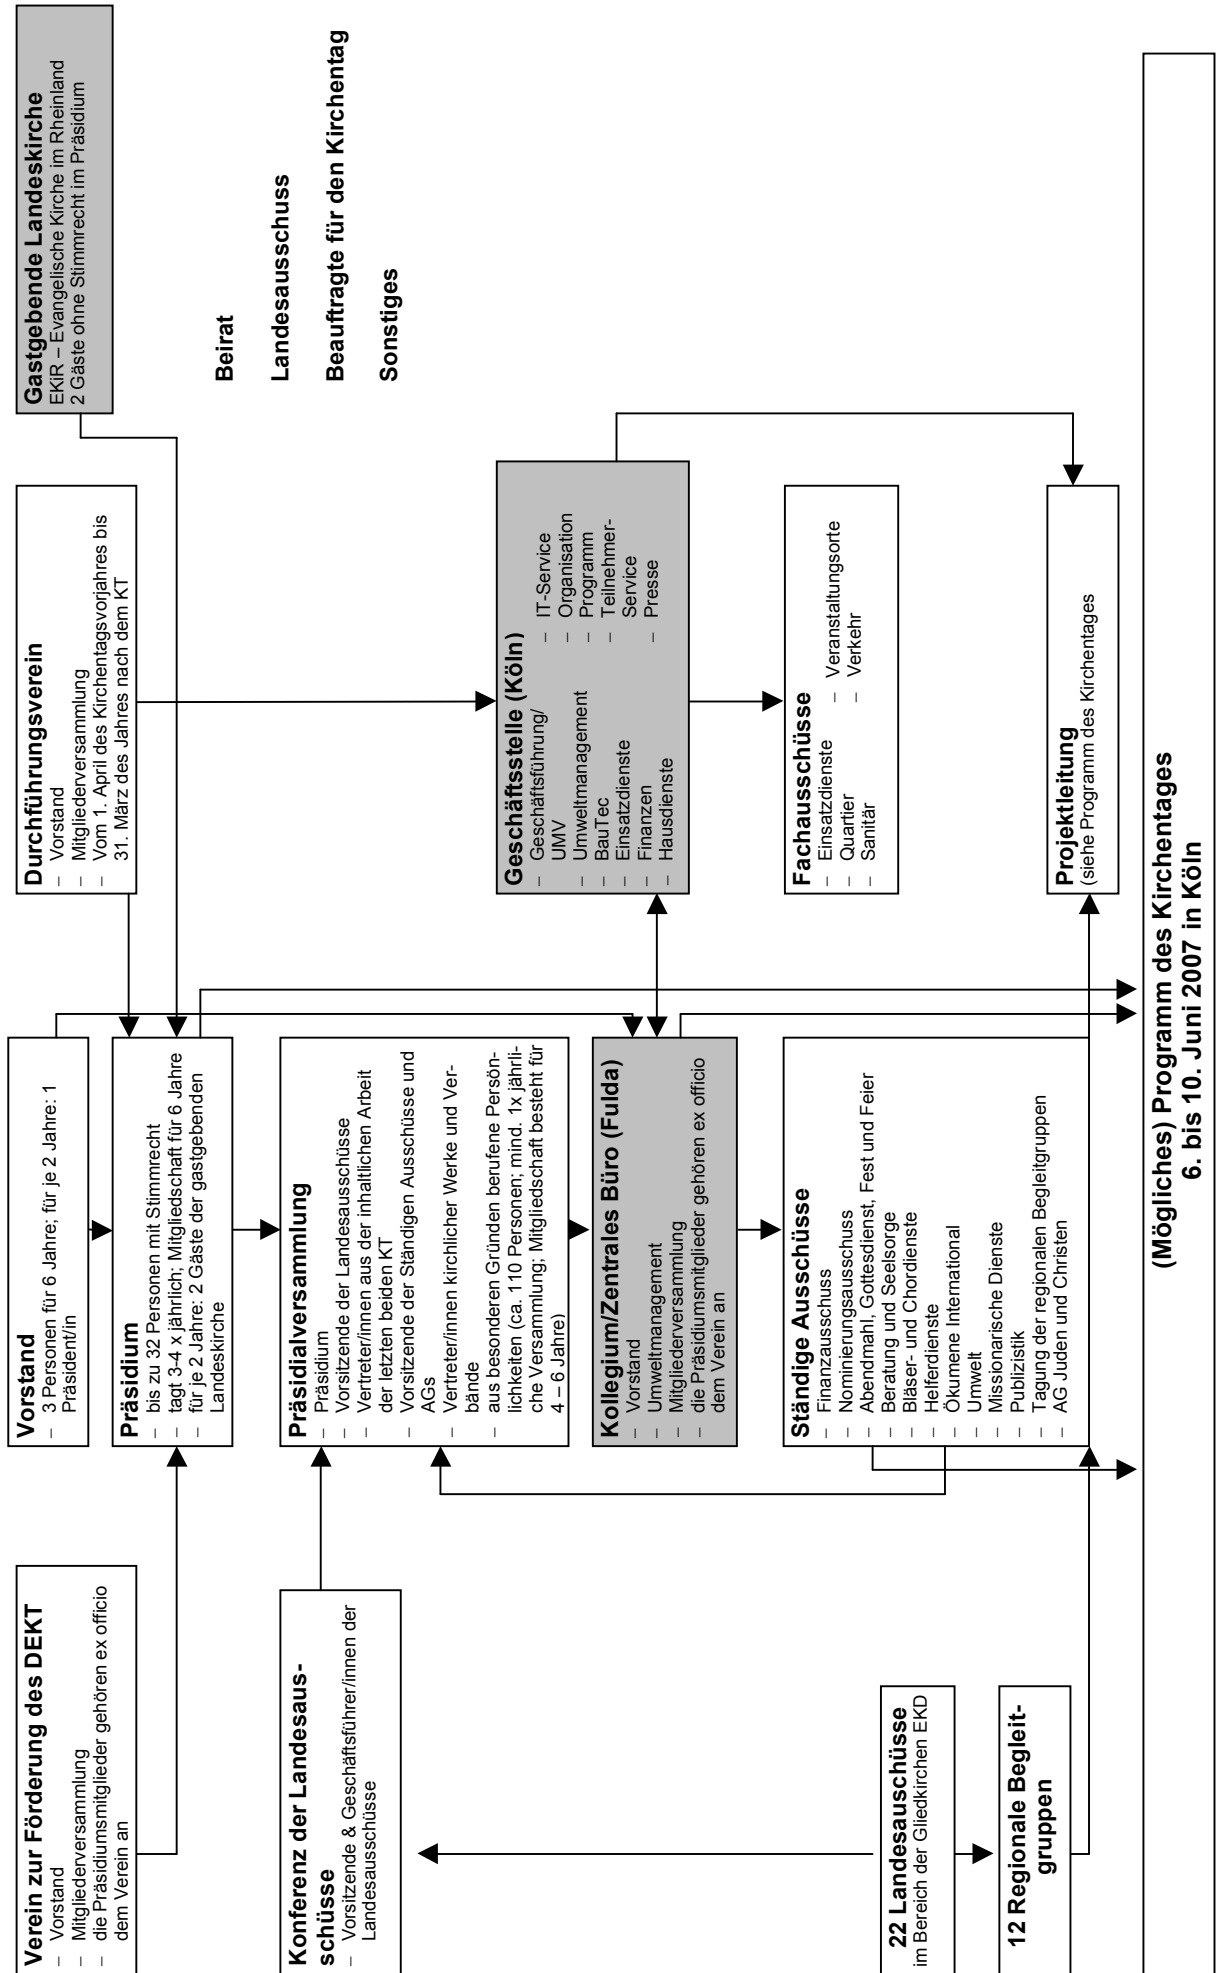 Verein zur Förderung des DEKT
– Vorstand
– Mitgliederversammlung
– die Präsidiumsmitglieder gehören ex officio
dem Verein an
Konferenz der Landesaus-
schüsse
– Vorsitzende & Geschäftsführer/innen der
Landesausschüsse
22 Landesauschüsse
im Bereich der Gliedkirchen EKD
12 Regionale Begleit-
gruppen
Vorstand
– 3 Personen für 6 Jahre; für je 2 Jahre: 1
Präsident/in
Präsidium
– bis zu 32 Personen mit Stimmrecht
– tagt 3-4 x jährlich; Mitgliedschaft für 6 Jahre
– für je 2 Jahre: 2 Gäste der gastgebenden
Landeskirche
Präsidialversammlung
– Präsidium
– Vorsitzende der Landesausschüsse
– Vertreter/innen aus der inhaltlichen Arbeit
der letzten beiden KT
– Vorsitzende der Ständigen Ausschüsse und
AGs
– Vertreter/innen kirchlicher Werke und Ver-
bände
– aus besonderen Gründen berufene Persön-
lichkeiten (ca. 110 Personen; mind. 1x jährli-
che Versammlung; Mitgliedschaft besteht für
4 – 6 Jahre)
Kollegium/Zentrales Büro (Fulda)
– Vorstand
– Umweltmanagement
– Mitgliederversammlung
– die Präsidiumsmitglieder gehören ex officio
dem Verein an
Ständige Ausschüsse
– Finanzausschuss
– Nominierungsausschuss
– Abendmahl, Gottesdienst, Fest und Feier
– Beratung und Seelsorge
– Bläser- und Chordienste
– Helferdienste
– Ökumene International
– Umwelt
– Missionarische Dienste
– Publizistik
– Tagung der regionalen Begleitgruppen
– AG Juden und Christen
Durchführungsverein
– Vorstand
– Mitgliederversammlung
– Vom 1. April des Kirchentagsvorjahres bis
31. März des Jahres nach dem KT
Geschäftsstelle (Köln)
– Geschäftsführung/
UMV
– Umweltmanagement
– BauTec
– Einsatzdienste
– Finanzen
– Hausdienste
– IT-Service
– Organisation
– Programm
– Teilnehmer-
Service
– Presse
Fachausschüsse
– Einsatzdienste
– Quartier
– Sanitär
– Veranstaltungsorte
– Verkehr
Projektleitung
(siehe Programm des Kirchentages
Gastgebende Landeskirche
EKiR – Evangelische Kirche im Rheinland
2 Gäste ohne Stimmrecht im Präsidium
Beirat
Landesausschuss
Beauftragte für den Kirchentag
Sonstiges
(Mögliches) Programm des Kirchentages
6. bis 10. Juni 2007 in Köln